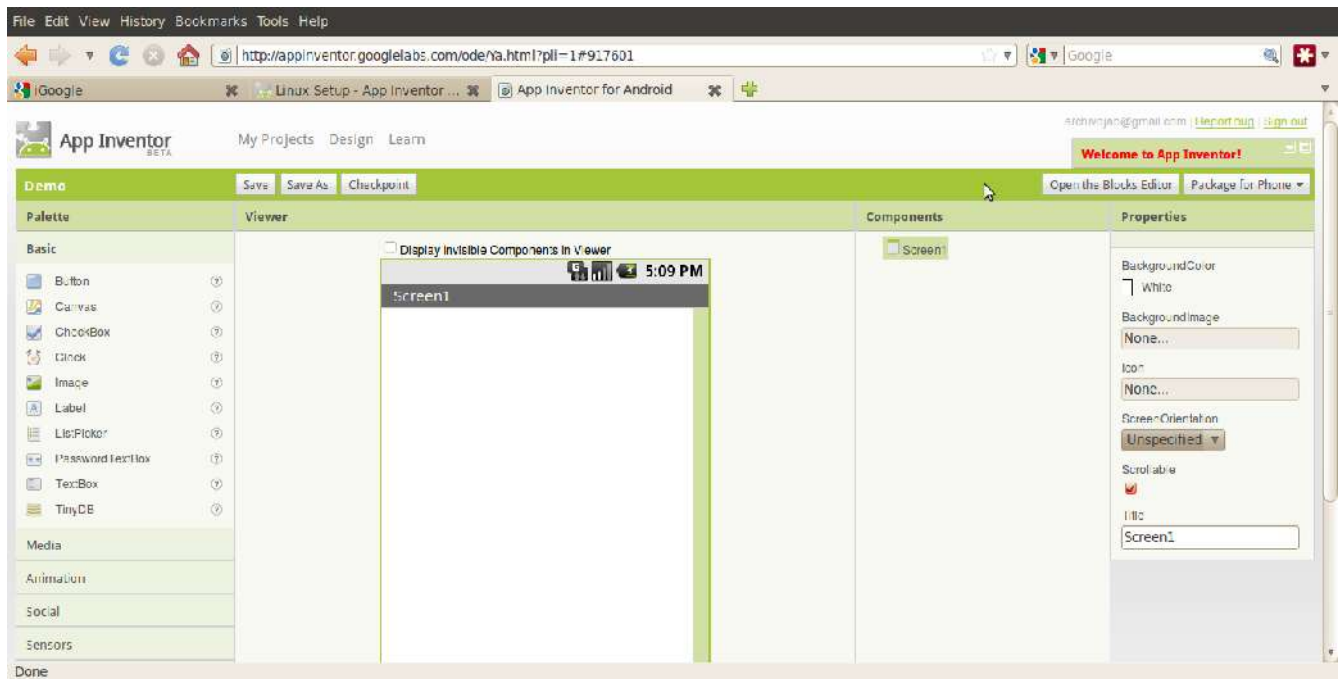 File Edit View History Bookmarks Tools Help
http://appinventor.googlelabs.com/ode/Ya.html?pli=1#917601
Google
iGoogle
Linux Setup - App Inventor ...
App Inventor for Android
Report bug | Sign out
App Inventor
BETA
My Projects Design Learn
Welcome to App Inventor!
Demo
Save
Save As
Checkpoint
Open the Blocks Editor
Package for Phone
Palette
Viewer
Components
Properties
Basic
Display Invisible Components in Viewer
Screen1
5:09 PM
Screen1
Button
Canvas
CheckBox
Clock
Image
Label
ListPicker
PasswordTextBox
TextBox
TinyDB
Media
Animation
Social
Sensors
BackgroundColor
White
BackgroundImage
None...
Icon
None...
ScreenOrientation
Unspecified
Scrollable
Title
Screen1
Done